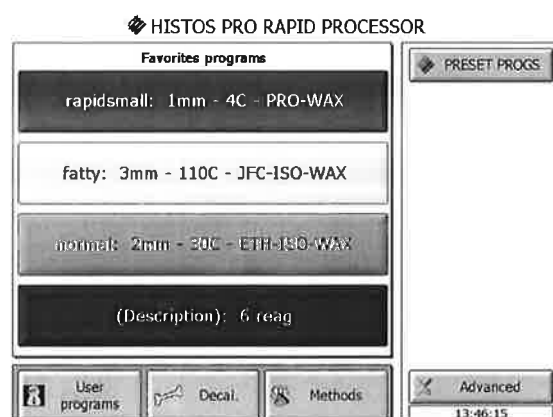 HISTOS PRO RAPID PROCESSOR
Favorites programs
PRESET PROGS
rapidsmall: 1mm - 4C - PRO-WAX
fatty: 3mm - 110C - JFC-ISO-WAX
normal: 2mm - 30C - ETH-ISO-WAX
(Description): 6 reag
User
programs
Decal.
Methods
Advanced
13:46:15